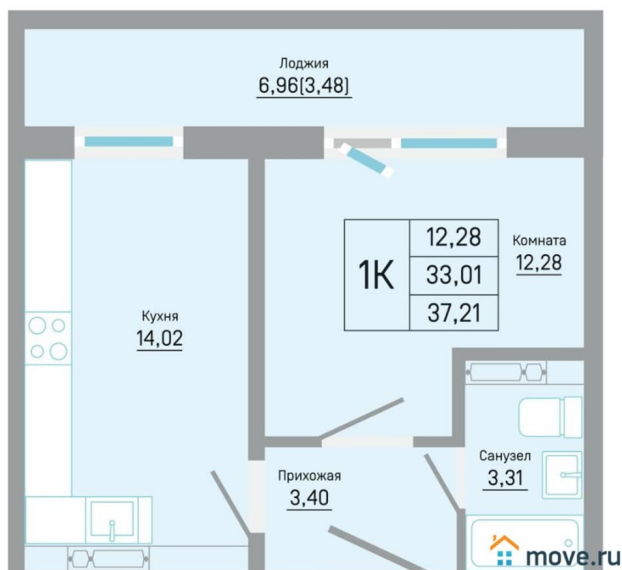 Лоджия
6,96(3,48)
1К
12,28
33,01
37,21
Комната
12,28
Кухня
14,02
Прихожая
3,40
Санузел
3,31
move.ru